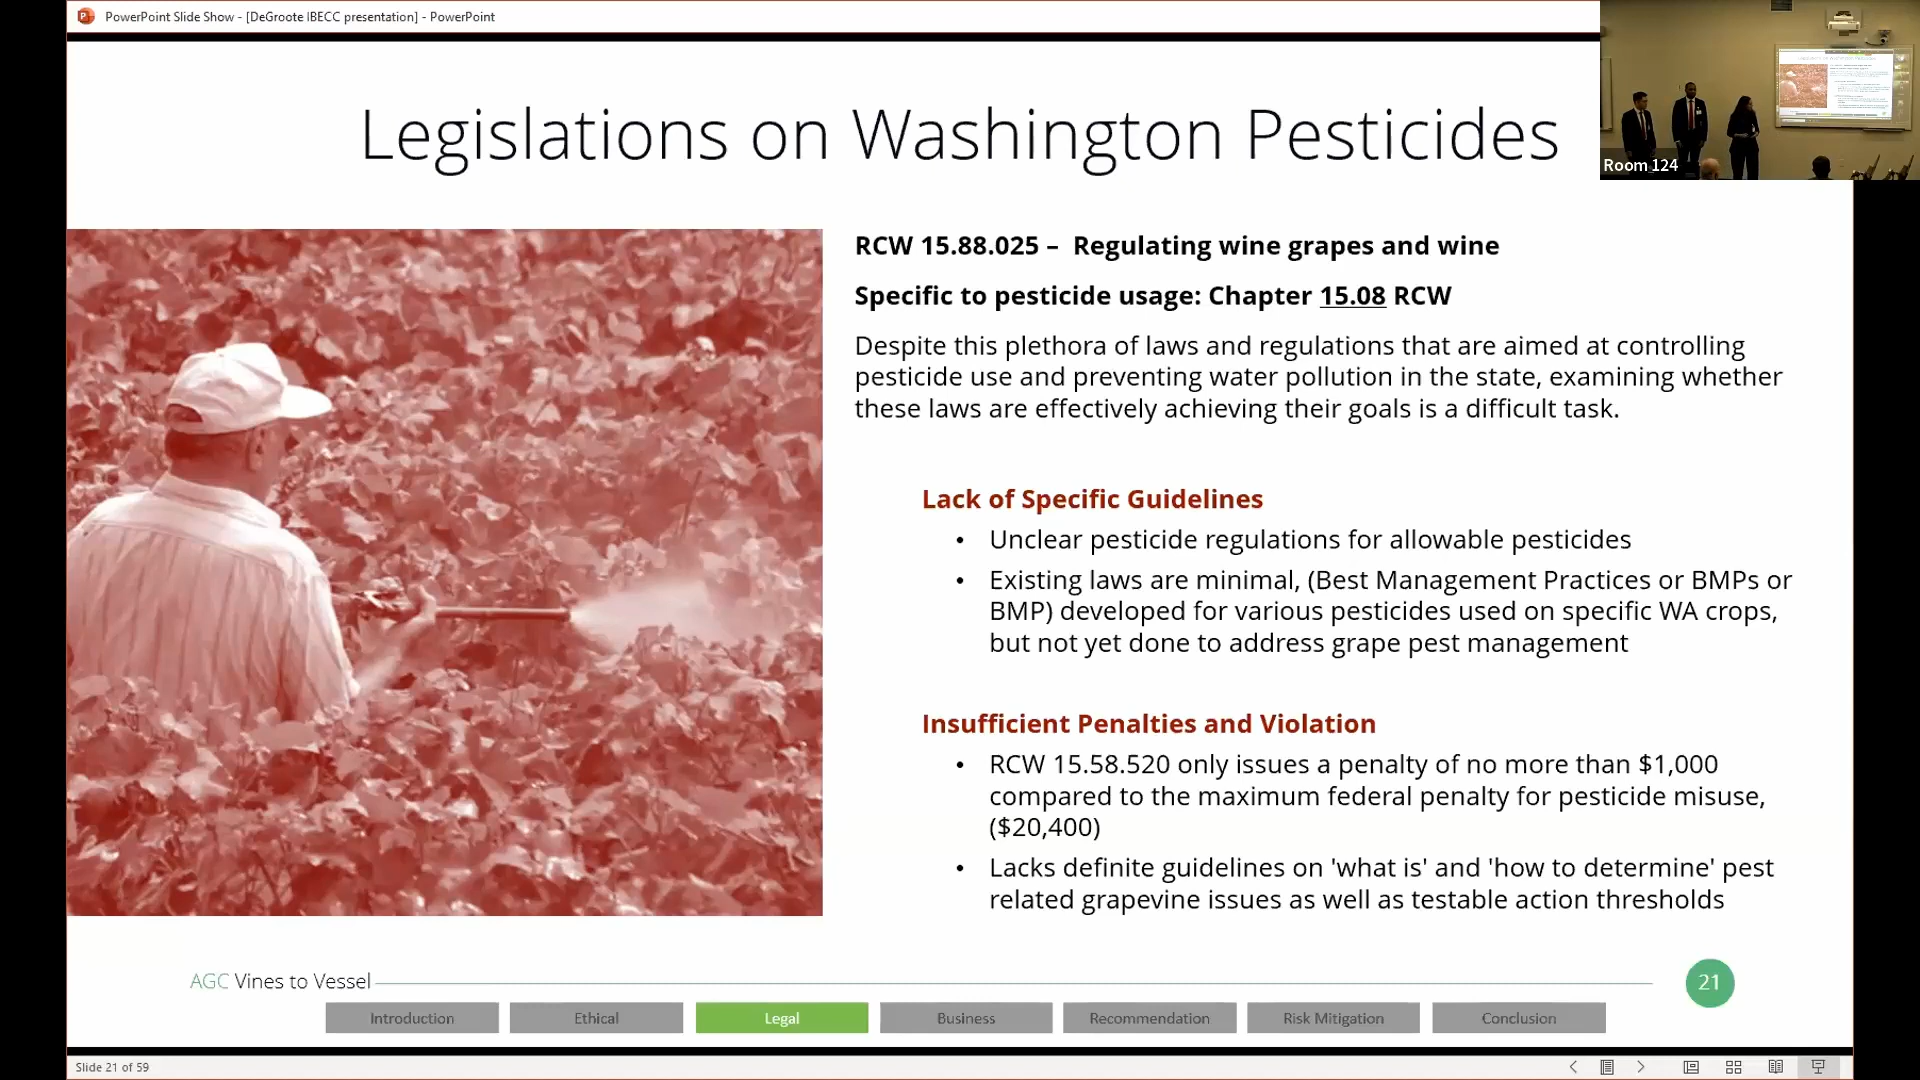 PowerPoint Slide Show - [DeGroote IBECC presentation] - PowerPoint
Legislations on Washington Pesticides
Room 124
RCW 15.88.025 – Regulating wine grapes and wine
Specific to pesticide usage: Chapter 15.08 RCW
Despite this plethora of laws and regulations that are aimed at controlling
pesticide use and preventing water pollution in the state, examining whether
these laws are effectively achieving their goals is a difficult task.
Lack of Specific Guidelines
• Unclear pesticide regulations for allowable pesticides
• Existing laws are minimal, (Best Management Practices or BMPs or
BMP) developed for various pesticides used on specific WA crops,
but not yet done to address grape pest management
Insufficient Penalties and Violation
• RCW 15.58.520 only issues a penalty of no more than $1,000
compared to the maximum federal penalty for pesticide misuse,
($20,400)
• Lacks definite guidelines on 'what is' and 'how to determine' pest
related grapevine issues as well as testable action thresholds
AGC Vines to Vessel
21
Introduction Ethical Legal Business Recommendation Risk Mitigation Conclusion
Slide 21 of 59